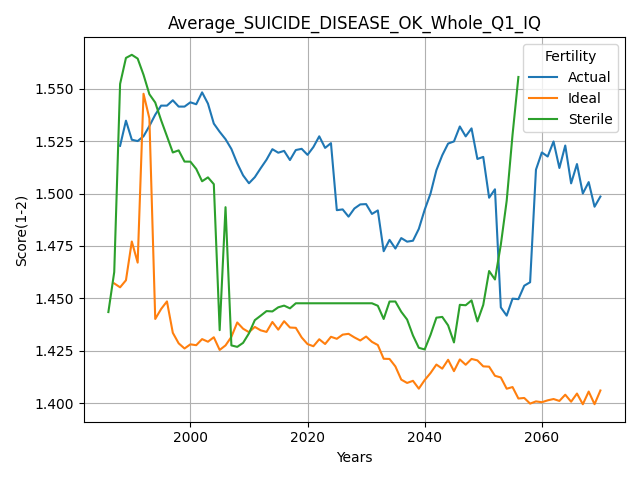 Average_SUICIDE_DISEASE_OK_Whole_Q1_IQ
Fertility
Actual
Ideal
Sterile
Score(1-2)
1.550
1.525
1.500
1.475
1.450
1.425
1.400
2000
2020
2040
2060
Years